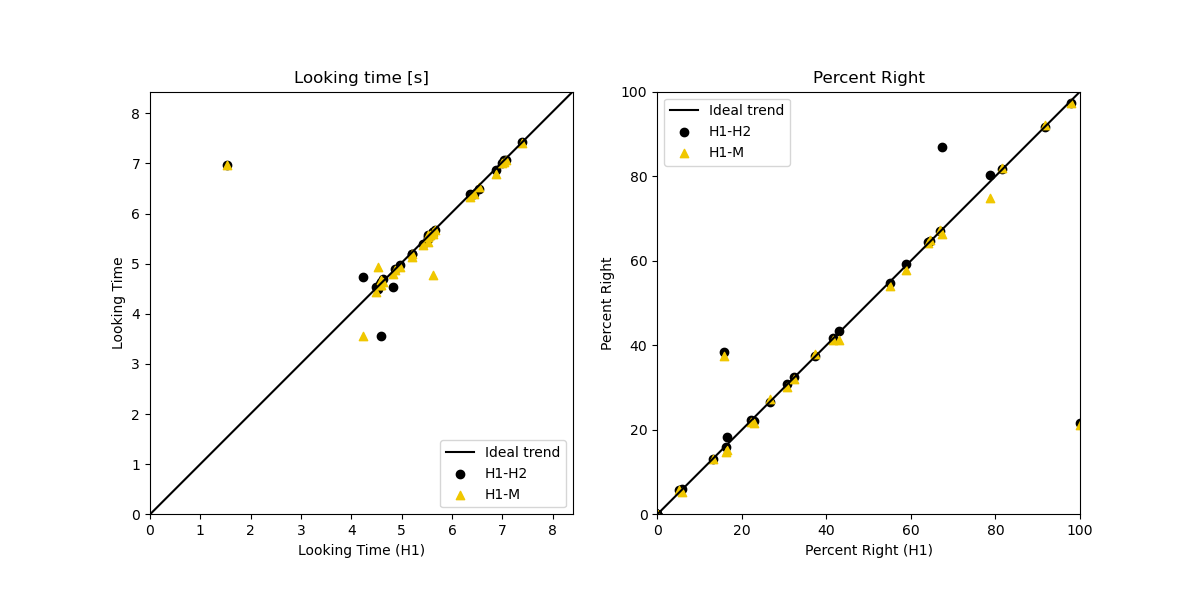 Looking time [s]
Looking Time
8
7
6
5
4
3
2
1
0
0 1 2 3 4 5 6 7 8
Looking Time (H1)
Ideal trend
H1-H2
H1-M
Percent Right
Percent Right
100
80
60
40
20
0
0 20 40 60 80 100
Percent Right (H1)
Ideal trend
H1-H2
H1-M